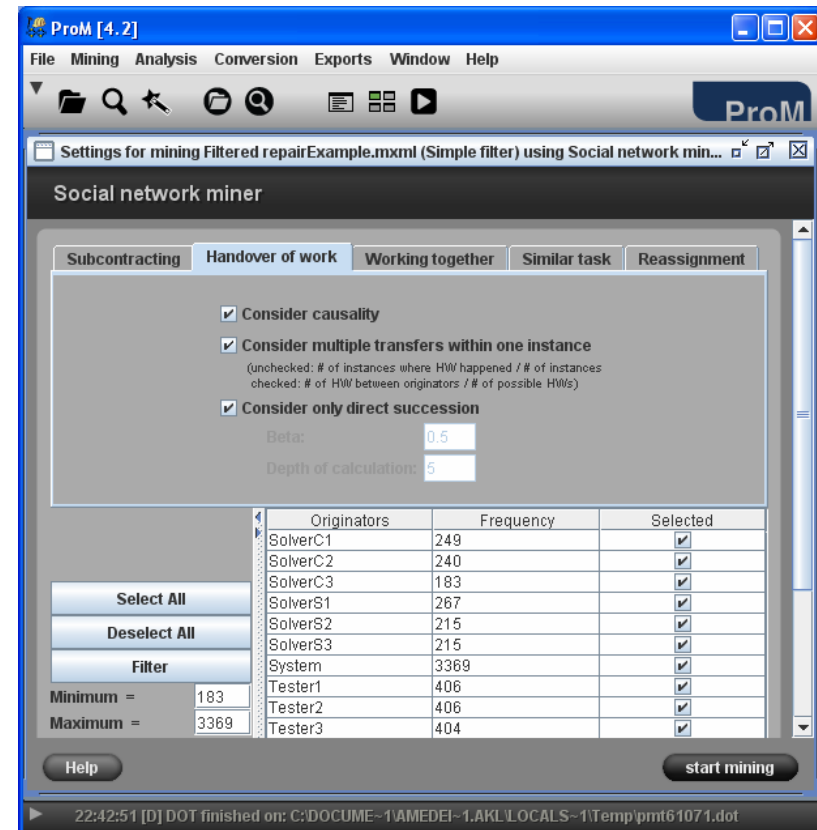 ProM [4.2]
File Mining Analysis Conversion Exports Window Help
ProM
Settings for mining Filtered repairExample.mxml (Simple filter) using Social network min...
Social network miner
Subcontracting Handover of work Working together Similar task Reassignment
Consider causality
Consider multiple transfers within one instance
(unchecked: # of instances where HW happened / # of instances
checked: # of HW between originators / # of possible HWs)
Consider only direct succession
Beta: 0.5
Depth of calculation: 5
Originators Frequency Selected
SolverC1 249
SolverC2 240
SolverC3 183
SolverS1 267
SolverS2 215
SolverS3 215
System 3369
Tester1 406
Tester2 406
Tester3 404
Select All
Deselect All
Filter
Minimum = 183
Maximum = 3369
Help start mining
22:42:51 [D] DOT finished on: C:\DOCUME~1\AMEDEI~1.AKL\LOCALS~1\Temp\pmt61071.dot